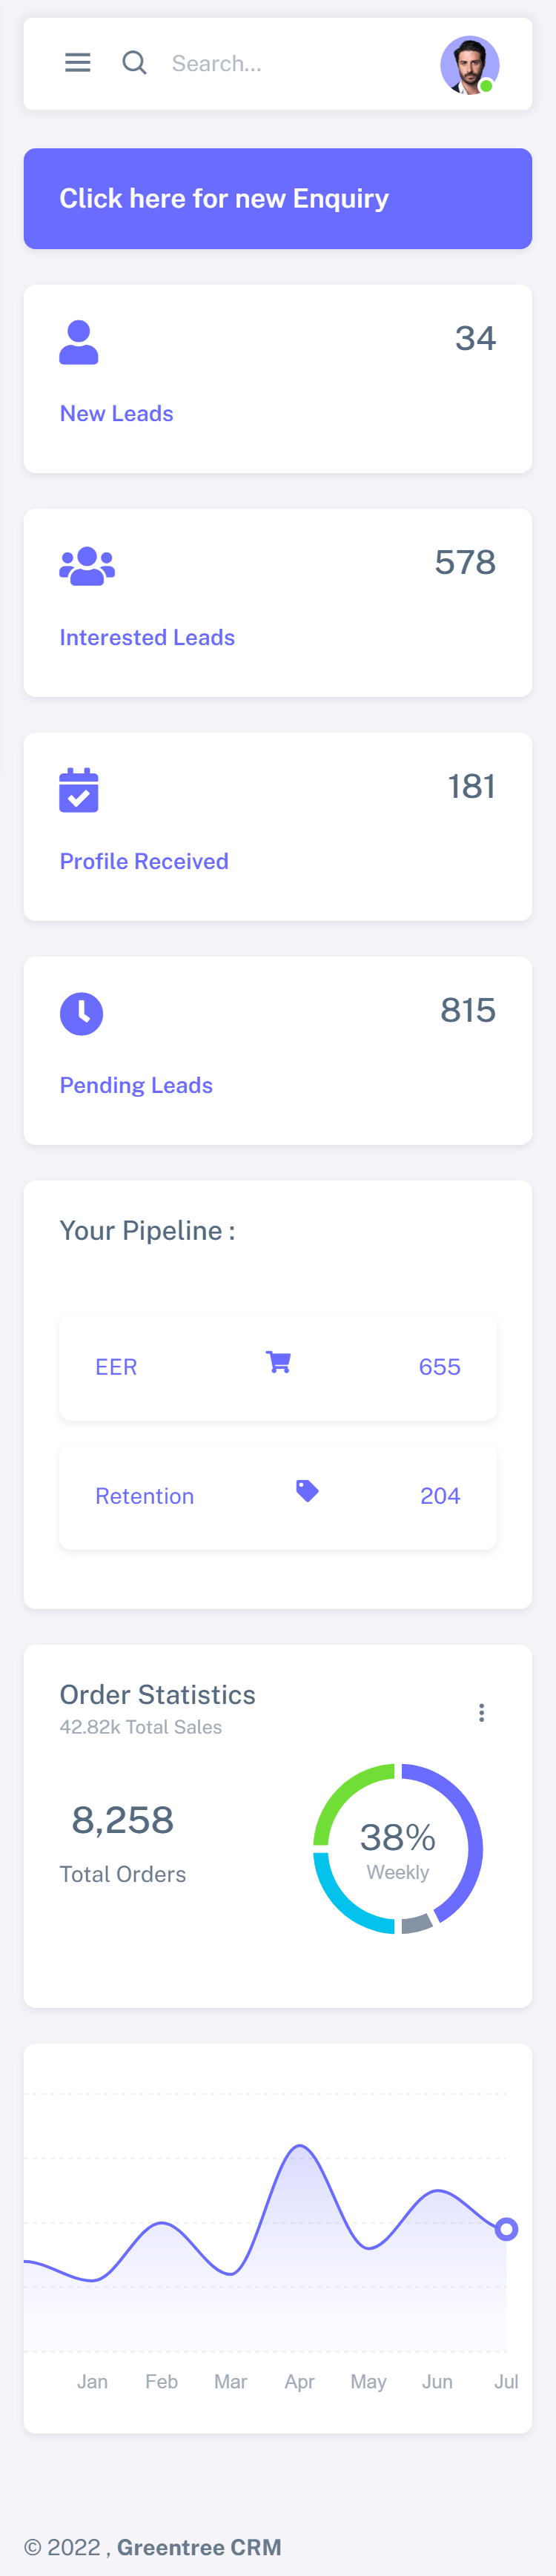 Search...
Click here for new Enquiry
34
New Leads
578
Interested Leads
181
Profile Received
815
Pending Leads
Your Pipeline :
EER 655
Retention 204
Order Statistics
42.82k Total Sales
8,258
Total Orders
38%
Weekly
Jan Feb Mar Apr May Jun Jul
© 2022 , Greentree CRM